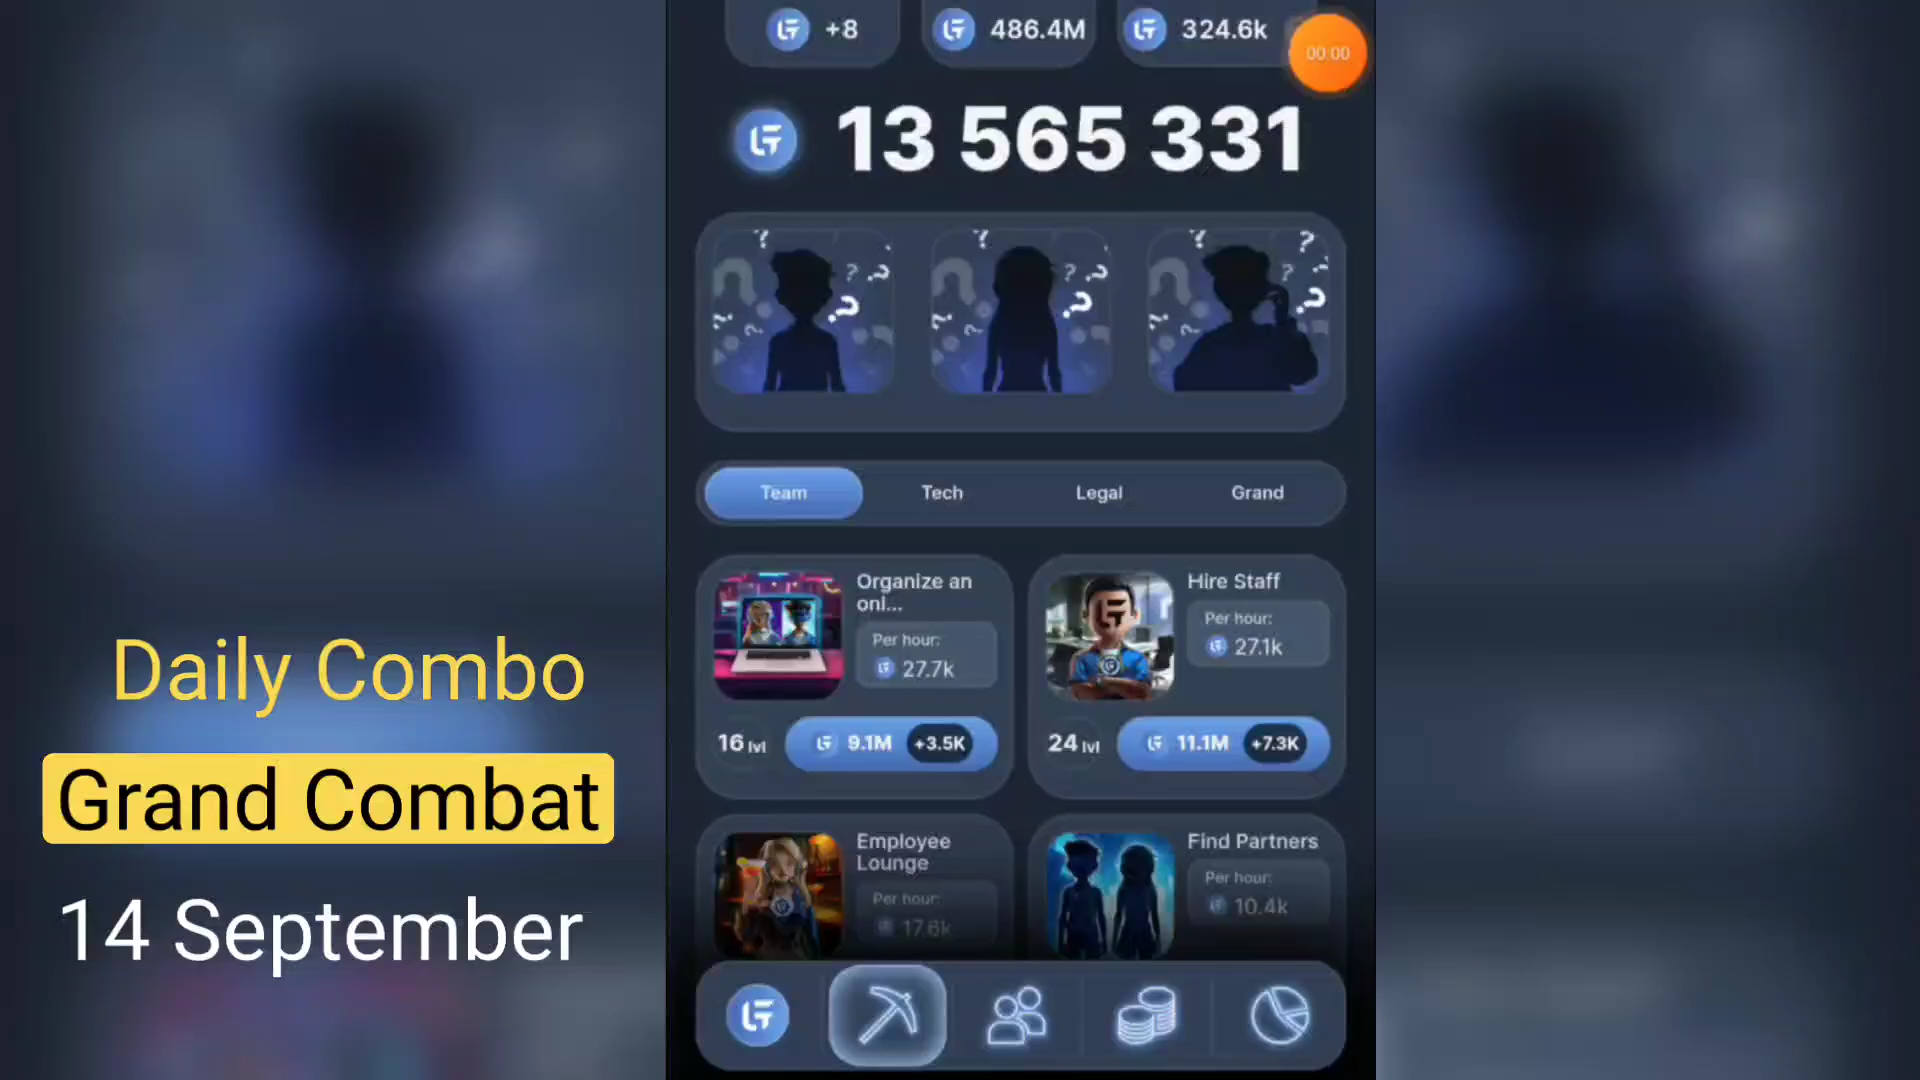 +8
486.4M
324.6k
00:00
13 565 331
Team
Tech
Legal
Grand
Organize an
oni...
Per hour:
27.7k
16 lvl
9.1M
+3.5K
Hire Staff
Per hour:
27.1k
24 lvl
11.1M
+7.3K
Employee
Lounge
Per hour:
17.6k
Find Partners
Per hour:
10.4k
Daily Combo
Grand Combat
14 September